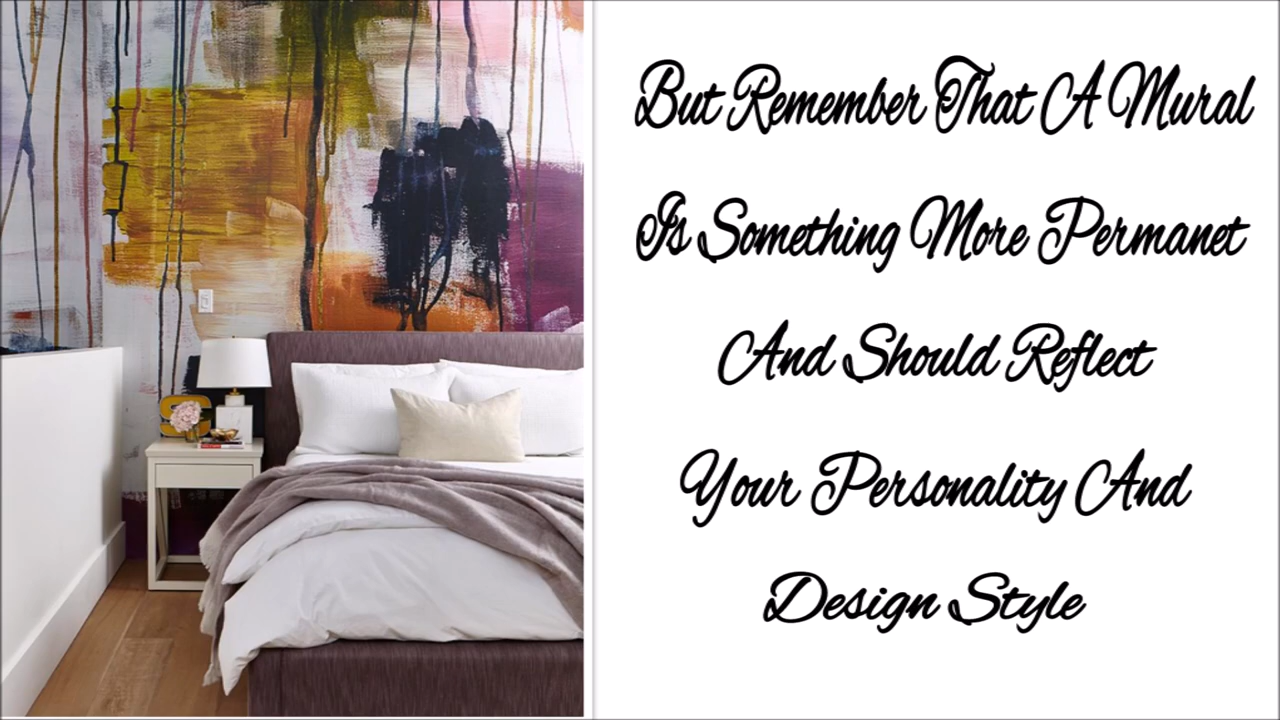 But Remember That A Mural
Is Something More Permanet
And Should Reflect
Your Personality And
Design Style